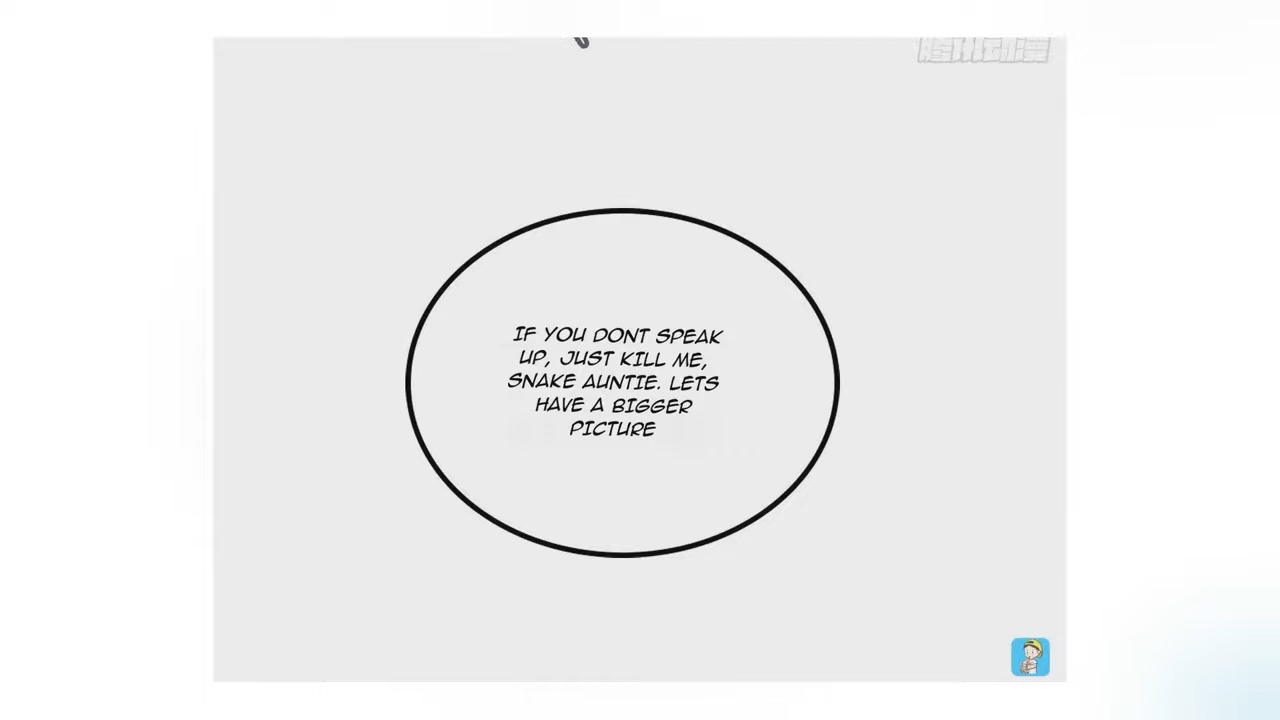 IF YOU DONT SPEAK
UP, JUST KILL ME,
SNAKE AUNTIE. LETS
HAVE A BIGGER
PICTURE